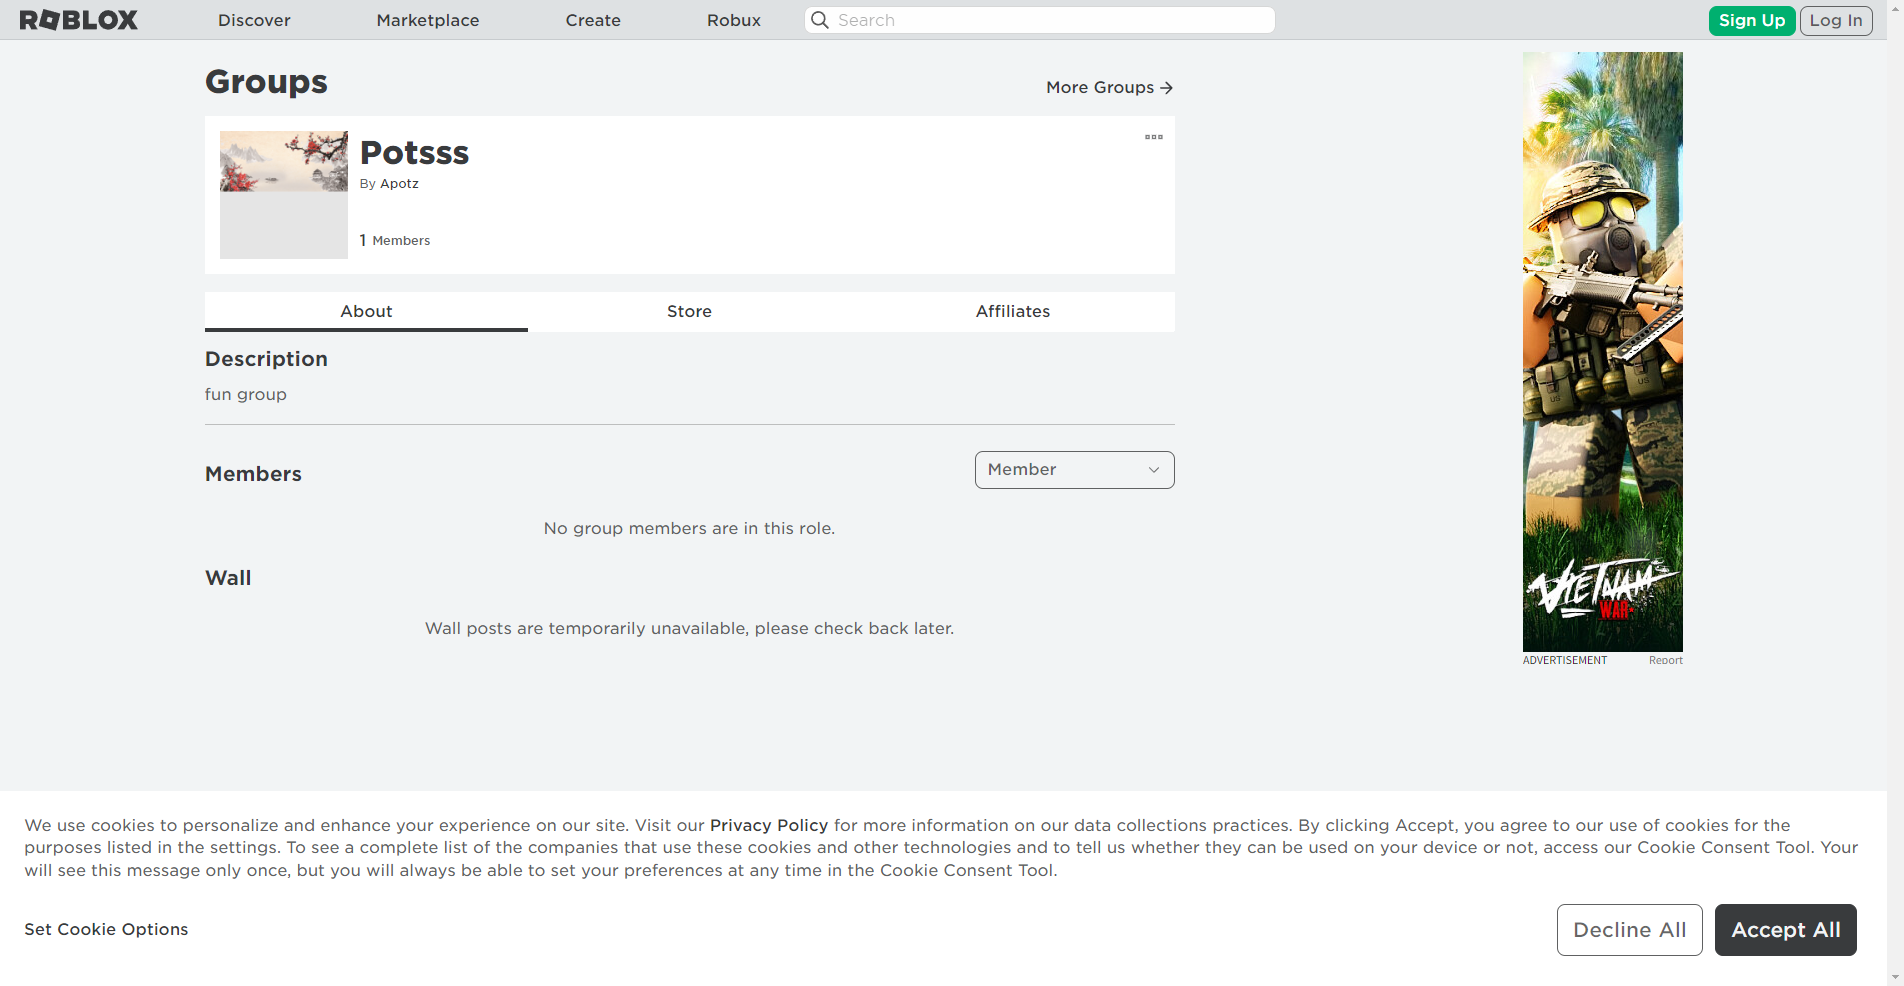 ROBLOX
Discover
Marketplace
Create
Robux
Search
Sign Up
Log In
Groups
More Groups
Potsss
By Apotz
1 Members
About
Store
Affiliates
Description
fun group
Members
Member
No group members are in this role.
Wall
Wall posts are temporarily unavailable, please check back later.
US
US
VIETNAM
WAR
ADVERTISEMENT
Report
We use cookies to personalize and enhance your experience on our site. Visit our Privacy Policy for more information on our data collections practices. By clicking Accept, you agree to our use of cookies for the
purposes listed in the settings. To see a complete list of the companies that use these cookies and other technologies and to tell us whether they can be used on your device or not, access our Cookie Consent Tool. Your
will see this message only once, but you will always be able to set your preferences at any time in the Cookie Consent Tool.
Set Cookie Options
Decline All
Accept All